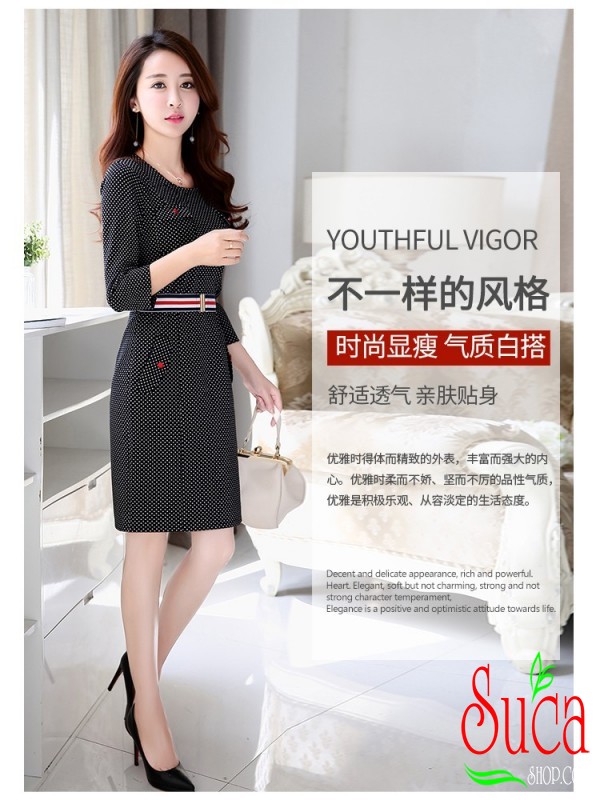 YOUTHFUL VIGOR
不一样的风格
时尚显瘦 气质白搭
舒适透气 亲肤贴身
优雅时得体而精致的外表，丰富而强大的内
心。优雅时柔而不娇、坚而不厉的品性气质，
优雅是积极乐观、从容淡定的生活态度。
Decent and delicate appearance, rich and powerful.
Heart. Elegant, soft but not charming, strong and not
strong character temperament,
Elegance is a positive and optimistic attitude towards life.
Suca
SHOP.CO